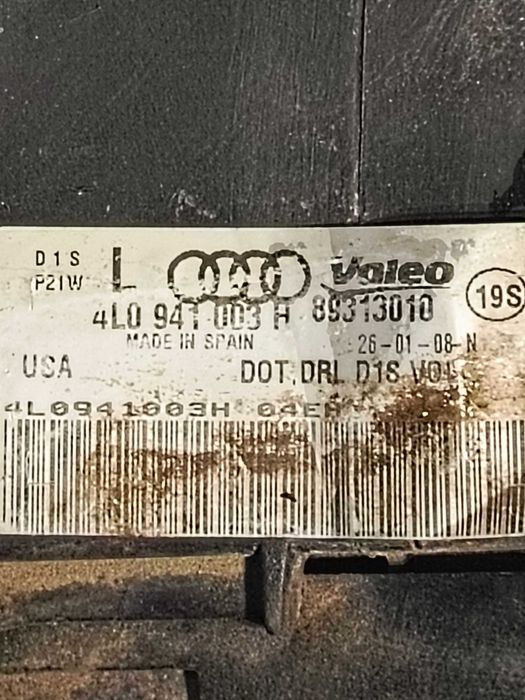 D1S L Valeo
P21W
4L0 941 003 H 89313010 19S
MADE IN SPAIN 26-01-08-N
USA DOT, DRL D1S
4L0941003H